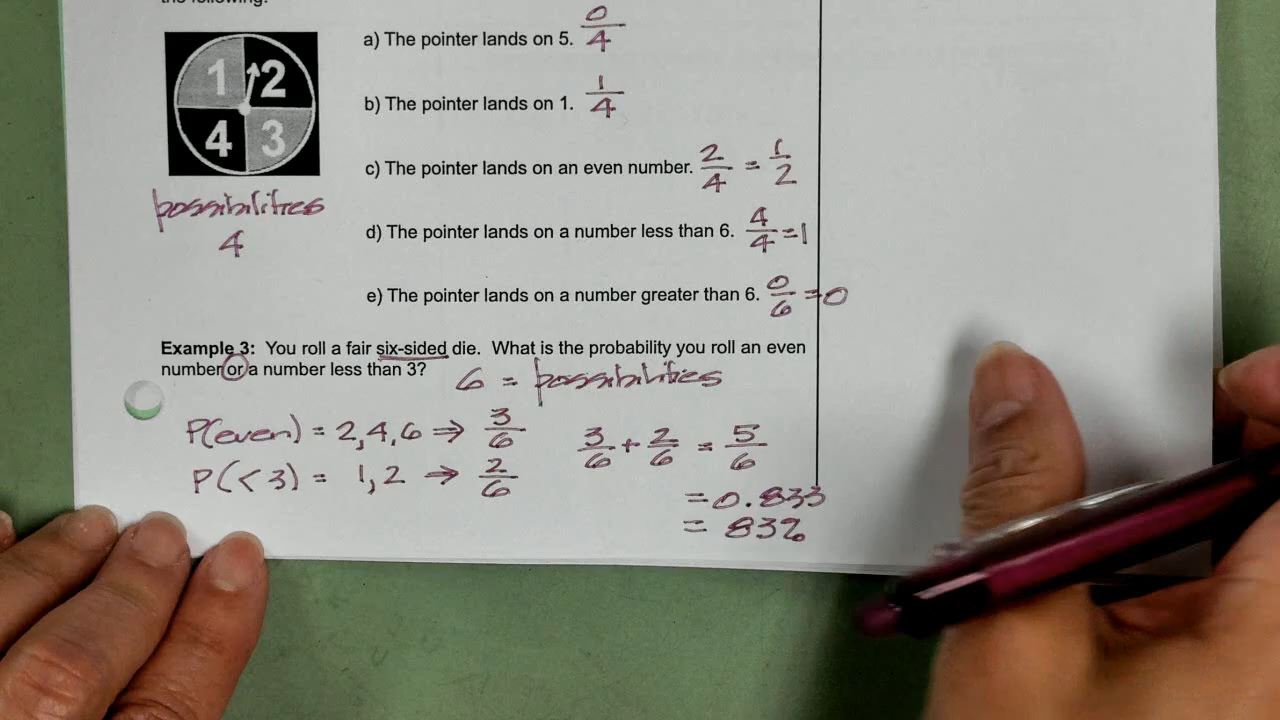 the following:
a) The pointer lands on 5. 0/4
1 2
4 3
b) The pointer lands on 1. 1/4
c) The pointer lands on an even number. 2/4 = 1/2
possibilities
4
d) The pointer lands on a number less than 6. 4/4 = 1
e) The pointer lands on a number greater than 6. 0/6 = 0
Example 3: You roll a fair six-sided die. What is the probability you roll an even
number or a number less than 3? 6 = possibilities
P(even) = 2,4,6 ⇒ 3/6
P(<3) = 1,2 → 2/6
3/6 + 2/6 = 5/6
= 0.833
= 83%